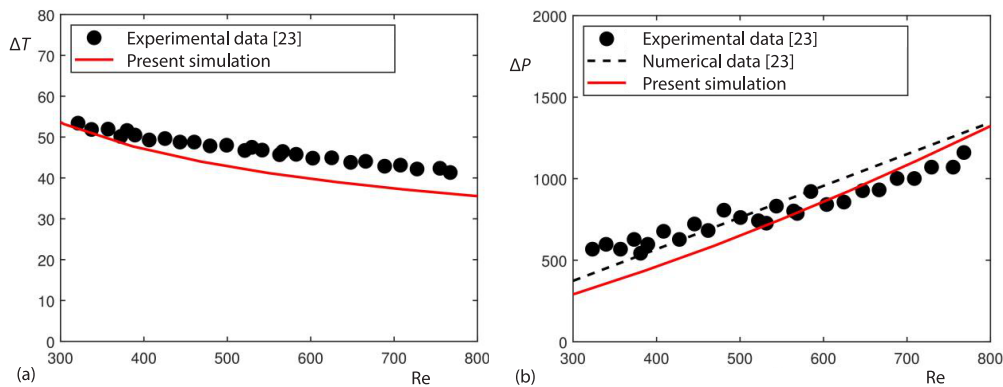 80
ΔT
70
60
50
40
30
20
10
0
Experimental data [23]
Present simulation
300 400 500 600 700 800
Re
(a)
2000
ΔP
1500
1000
500
0
Experimental data [23]
Numerical data [23]
Present simulation
300 400 500 600 700 800
Re
(b)